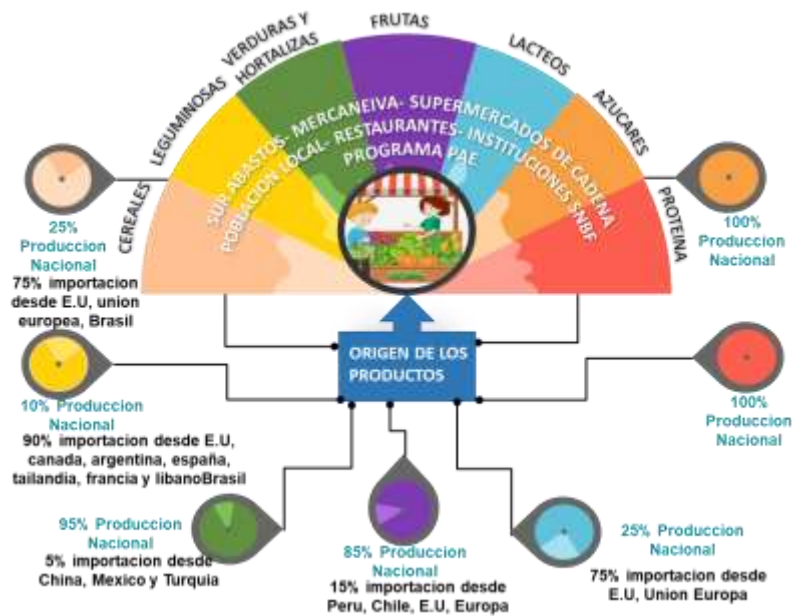 CEREALES
LEGUMINOSAS
VERDURAS Y
HORTALIZAS
FRUTAS
LACTEOS
AZUCARES
PROTEINA
SUR ABASTOS- MERCANEIVA- SUPERMERCADOS DE CADENA
POBLACION LOCAL- RESTAURANTES- INSTITUCIONES SNBF
PROGRAMA PAE
25%
Produccion
Nacional
75% importacion
desde E.U, union
europea, Brasil
100%
Produccion
Nacional
ORIGEN DE LOS
PRODUCTOS
10% Produccion
Nacional
90% importacion desde E.U,
canada, argentina, españa,
tailandia, francia y libanoBrasil
100%
Produccion
Nacional
95% Produccion
Nacional
5% importacion desde
China, Mexico y Turquia
85% Produccion
Nacional
15% importacion desde
Peru, Chile, E.U, Europa
25% Produccion
Nacional
75% importacion desde
E.U, Union Europa